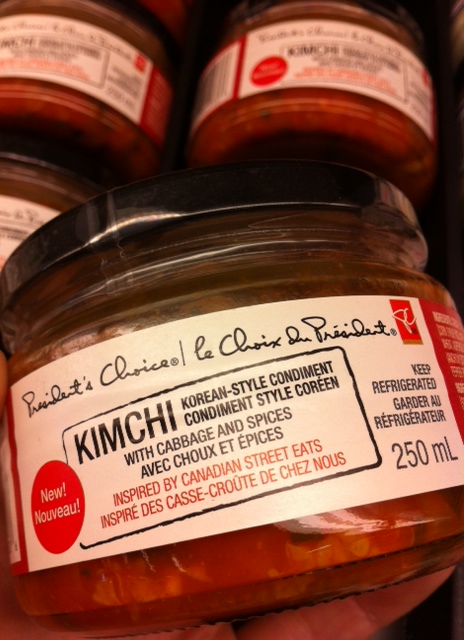 President's Choice® | le Choix du Président®
KIMCHI KOREAN-STYLE CONDIMENT
CONDIMENT STYLE CORÉEN
WITH CABBAGE AND SPICES
AVEC CHOUX ET ÉPICES
INSPIRED BY CANADIAN STREET EATS
INSPIRÉ DES CASSE-CROÛTE DE CHEZ NOUS
New!
Nouveau!
KEEP
REFRIGERATED
GARDER AU
RÉFRIGÉRATEUR
250 mL
KIMCHI
KIMCHI